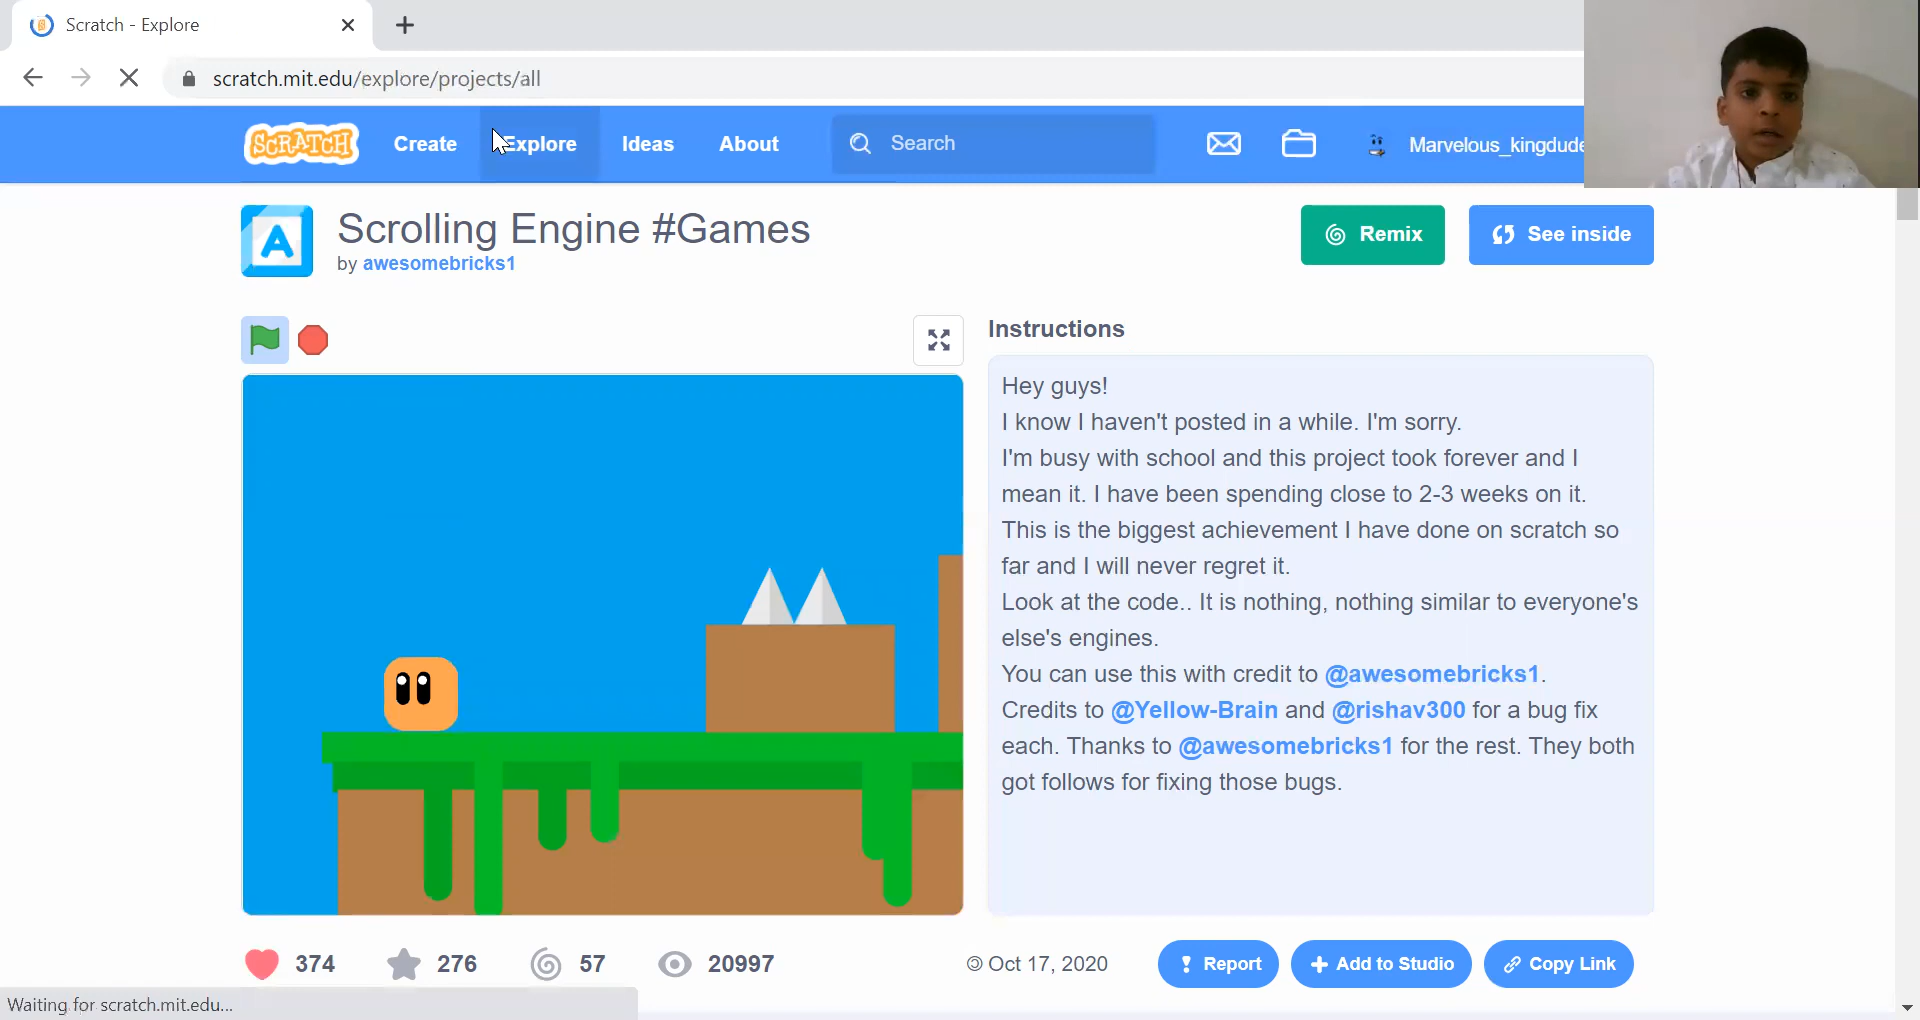 Scratch - Explore
scratch.mit.edu/explore/projects/all
SCRATCH Create Explore Ideas About Search Marvelous_kingdude
A
Scrolling Engine #Games
by awesomebricks1
Remix See inside
Instructions
Hey guys!
I know I haven't posted in a while. I'm sorry.
I'm busy with school and this project took forever and I
mean it. I have been spending close to 2-3 weeks on it.
This is the biggest achievement I have done on scratch so
far and I will never regret it.
Look at the code.. It is nothing, nothing similar to everyone's
else's engines.
You can use this with credit to @awesomebricks1.
Credits to @Yellow-Brain and @rishav300 for a bug fix
each. Thanks to @awesomebricks1 for the rest. They both
got follows for fixing those bugs.
374 276 57 20997 Oct 17, 2020 Report Add to Studio Copy Link
Waiting for scratch.mit.edu...